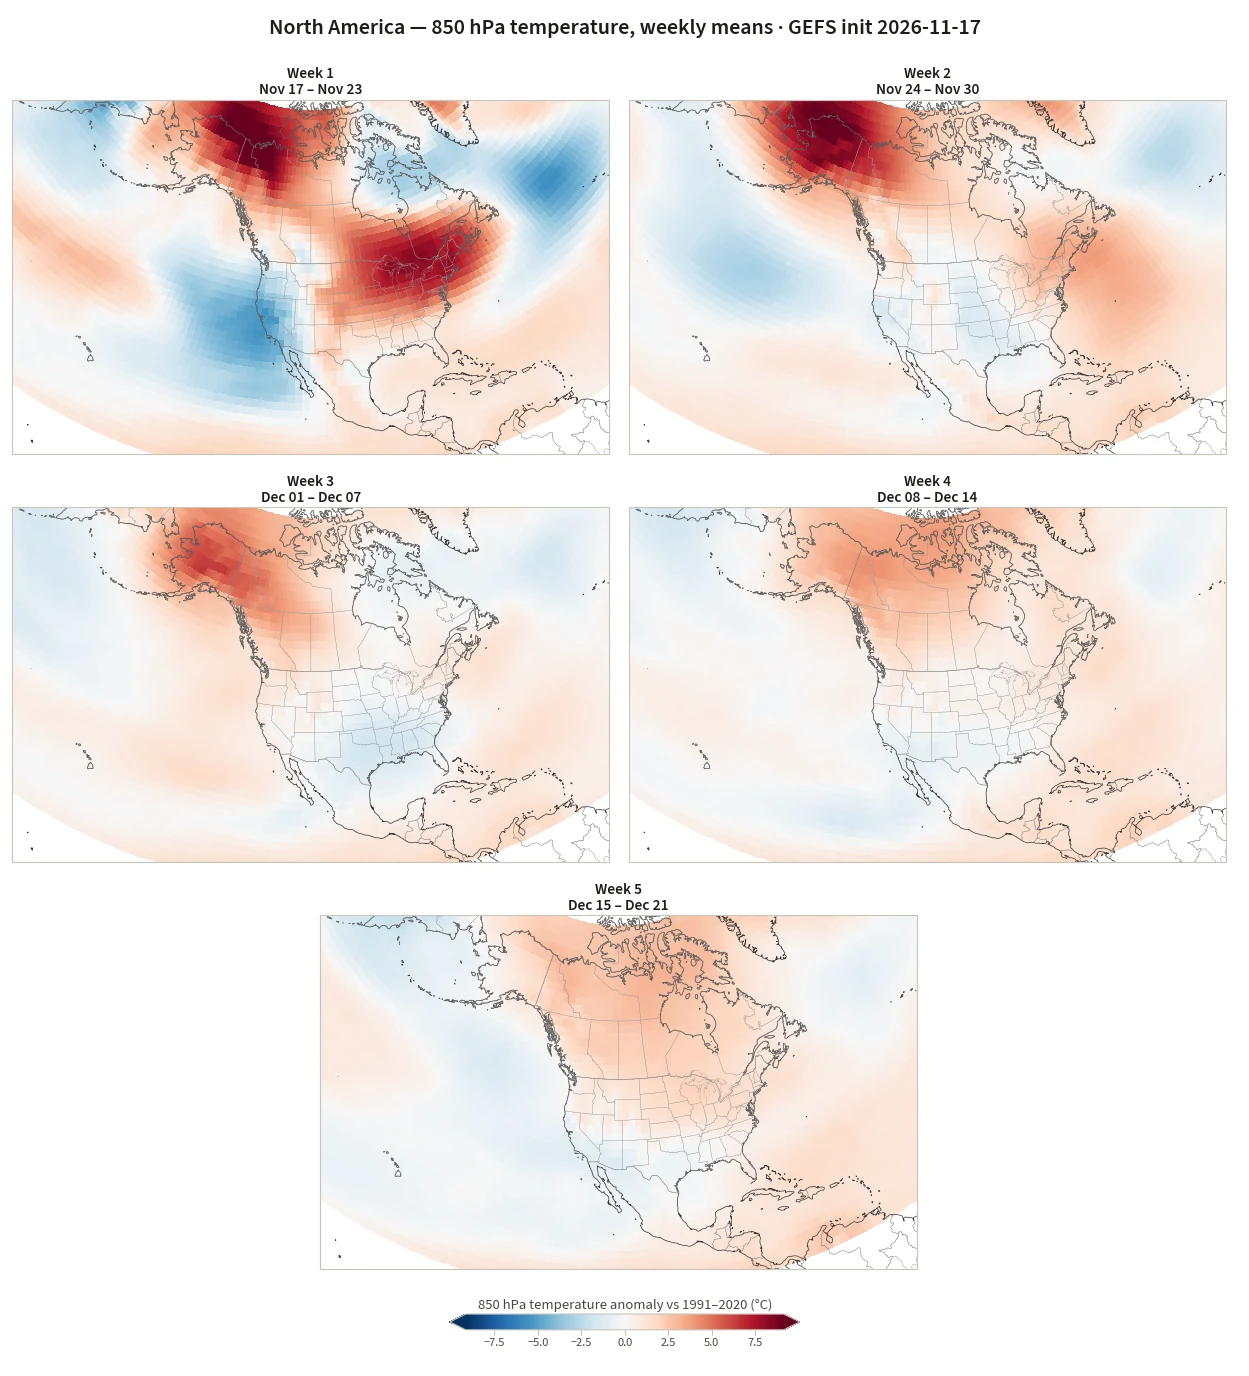 North America — 850 hPa temperature, weekly means · GEFS init 2026-11-17
Week 1
Nov 17 – Nov 23
Week 2
Nov 24 – Nov 30
Week 3
Dec 01 – Dec 07
Week 4
Dec 08 – Dec 14
Week 5
Dec 15 – Dec 21
850 hPa temperature anomaly vs 1991–2020 (°C)
−7.5 −5.0 −2.5 0.0 2.5 5.0 7.5